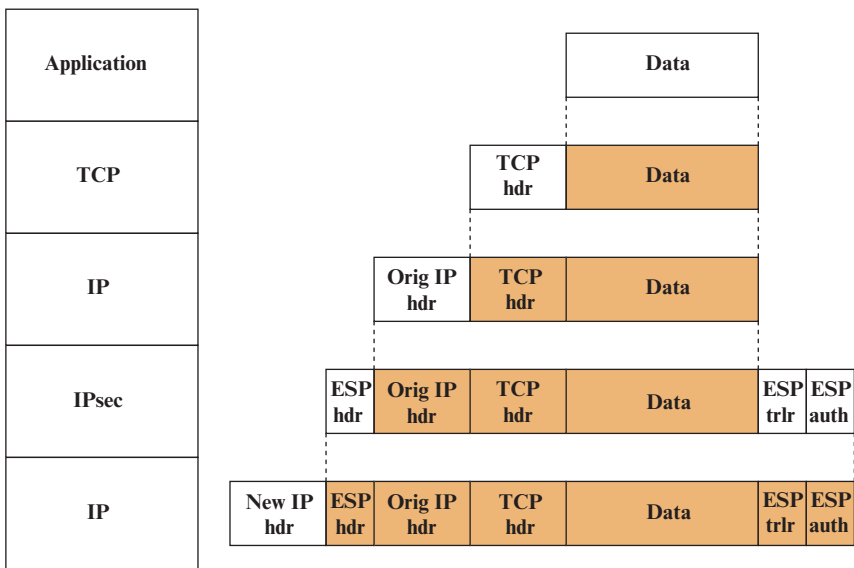 Application
Data
TCP
TCP
hdr
Data
IP
Orig IP
hdr
TCP
hdr
Data
IPsec
ESP
hdr
Orig IP
hdr
TCP
hdr
Data
ESP
trlr
ESP
auth
IP
New IP
hdr
ESP
hdr
Orig IP
hdr
TCP
hdr
Data
ESP
trlr
ESP
auth